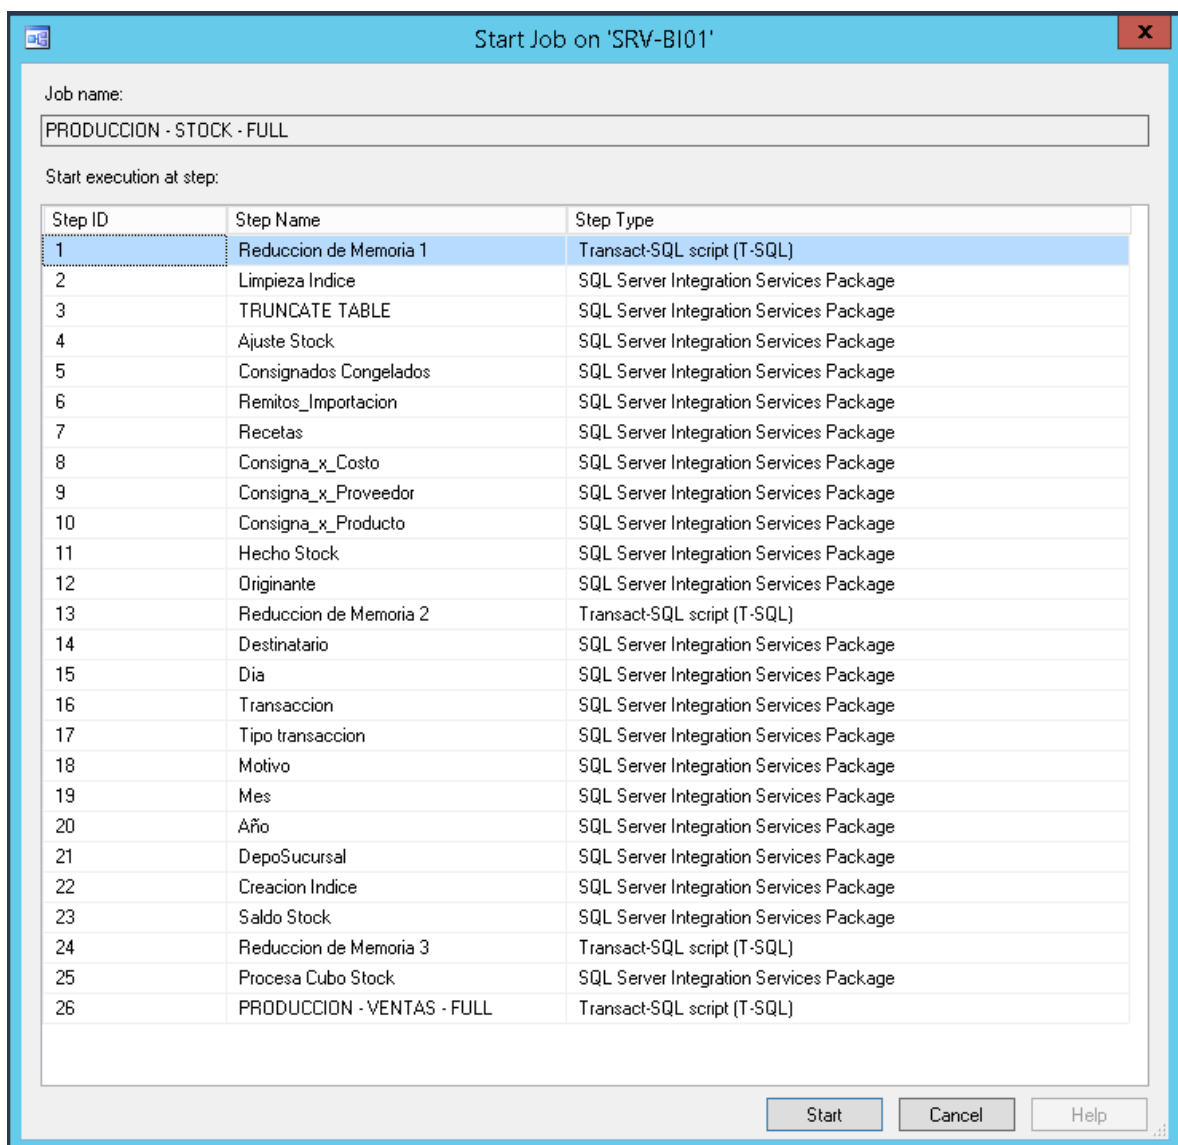 Start Job on 'SRV-BI01'
x
Job name:
PRODUCCION - STOCK - FULL
Start execution at step:
Step ID Step Name Step Type
1 Reduccion de Memoria 1 Transact-SQL script (T-SQL)
2 Limpieza Indice SQL Server Integration Services Package
3 TRUNCATE TABLE SQL Server Integration Services Package
4 Ajuste Stock SQL Server Integration Services Package
5 Consignados Congelados SQL Server Integration Services Package
6 Remitos_Importacion SQL Server Integration Services Package
7 Recetas SQL Server Integration Services Package
8 Consigna_x_Costo SQL Server Integration Services Package
9 Consigna_x_Proveedor SQL Server Integration Services Package
10 Consigna_x_Producto SQL Server Integration Services Package
11 Hecho Stock SQL Server Integration Services Package
12 Originante SQL Server Integration Services Package
13 Reduccion de Memoria 2 Transact-SQL script (T-SQL)
14 Destinatario SQL Server Integration Services Package
15 Dia SQL Server Integration Services Package
16 Transaccion SQL Server Integration Services Package
17 Tipo transaccion SQL Server Integration Services Package
18 Motivo SQL Server Integration Services Package
19 Mes SQL Server Integration Services Package
20 Año SQL Server Integration Services Package
21 DepoSucursal SQL Server Integration Services Package
22 Creacion Indice SQL Server Integration Services Package
23 Saldo Stock SQL Server Integration Services Package
24 Reduccion de Memoria 3 Transact-SQL script (T-SQL)
25 Procesa Cubo Stock SQL Server Integration Services Package
26 PRODUCCION - VENTAS - FULL Transact-SQL script (T-SQL)
Start Cancel Help